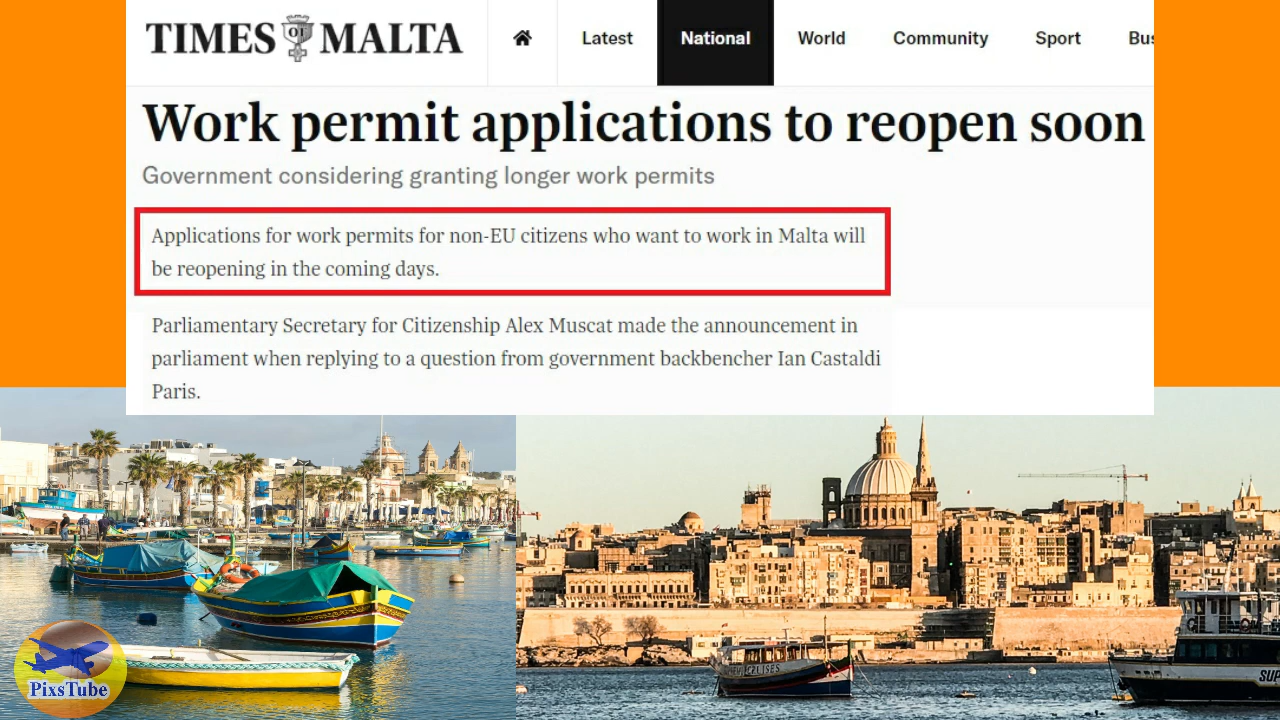 TIMES OF MALTA
Latest
National
World
Community
Sport
Work permit applications to reopen soon
Government considering granting longer work permits
Applications for work permits for non-EU citizens who want to work in Malta will
be reopening in the coming days.
Parliamentary Secretary for Citizenship Alex Muscat made the announcement in
parliament when replying to a question from government backbencher Ian Castaldi
Paris.
CRUISES
SUP
PixsTube